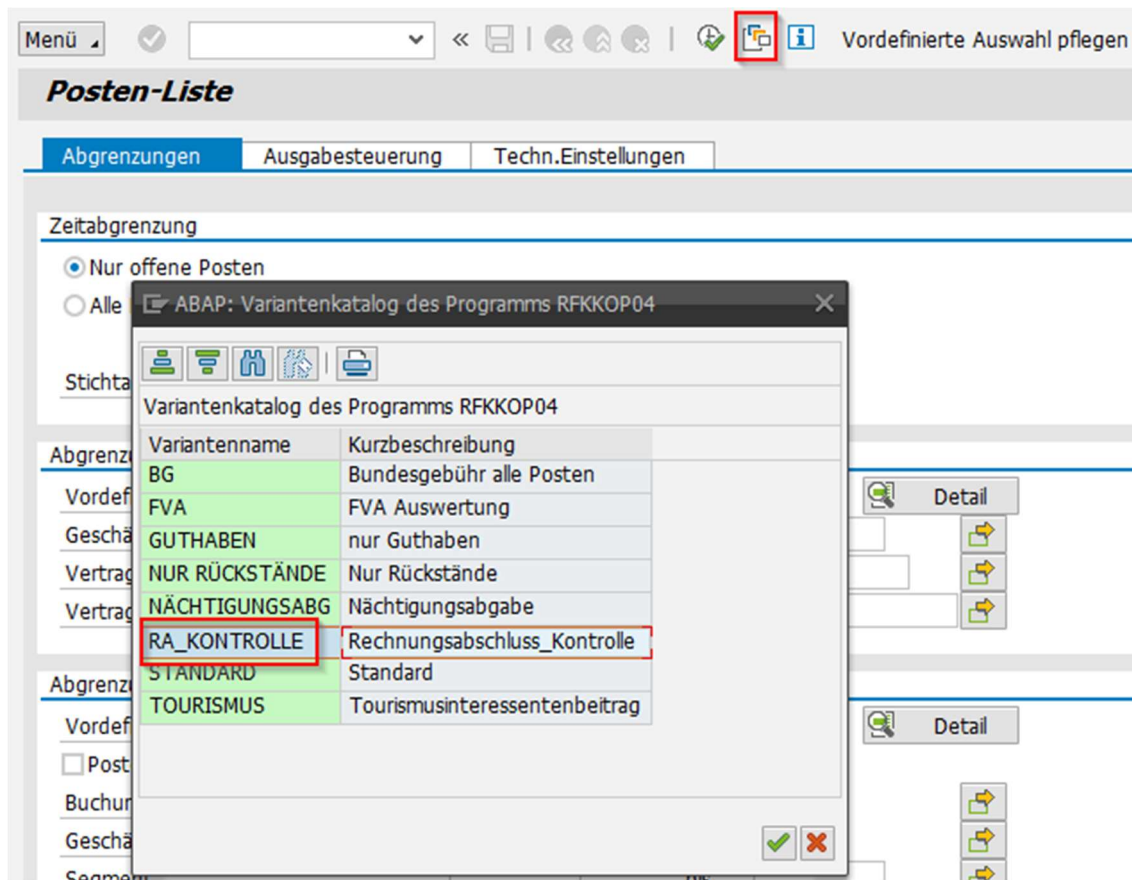 Menü
Vordefinierte Auswahl pflegen
Posten-Liste
Abgrenzungen Ausgabesteuerung Techn.Einstellungen
Zeitabgrenzung
Nur offene Posten
Alle
ABAP: Variantenkatalog des Programms RFKKOP04
Stichta
Variantenkatalog des Programms RFKKOP04
Variantenname Kurzbeschreibung
BG Bundesgebühr alle Posten
FVA FVA Auswertung
GUTHABEN nur Guthaben
NUR RÜCKSTÄNDE Nur Rückstände
NÄCHTIGUNGSABG Nächtigungsabgabe
RA_KONTROLLE Rechnungsabschluss_Kontrolle
STANDARD Standard
TOURISMUS Tourismusinteressentenbeitrag
Abgrenz
Vordef Detail
Geschä
Vertrag
Vertrag
Abgrenz
Vordef Detail
Post
Buchur
Geschä
Segment bis